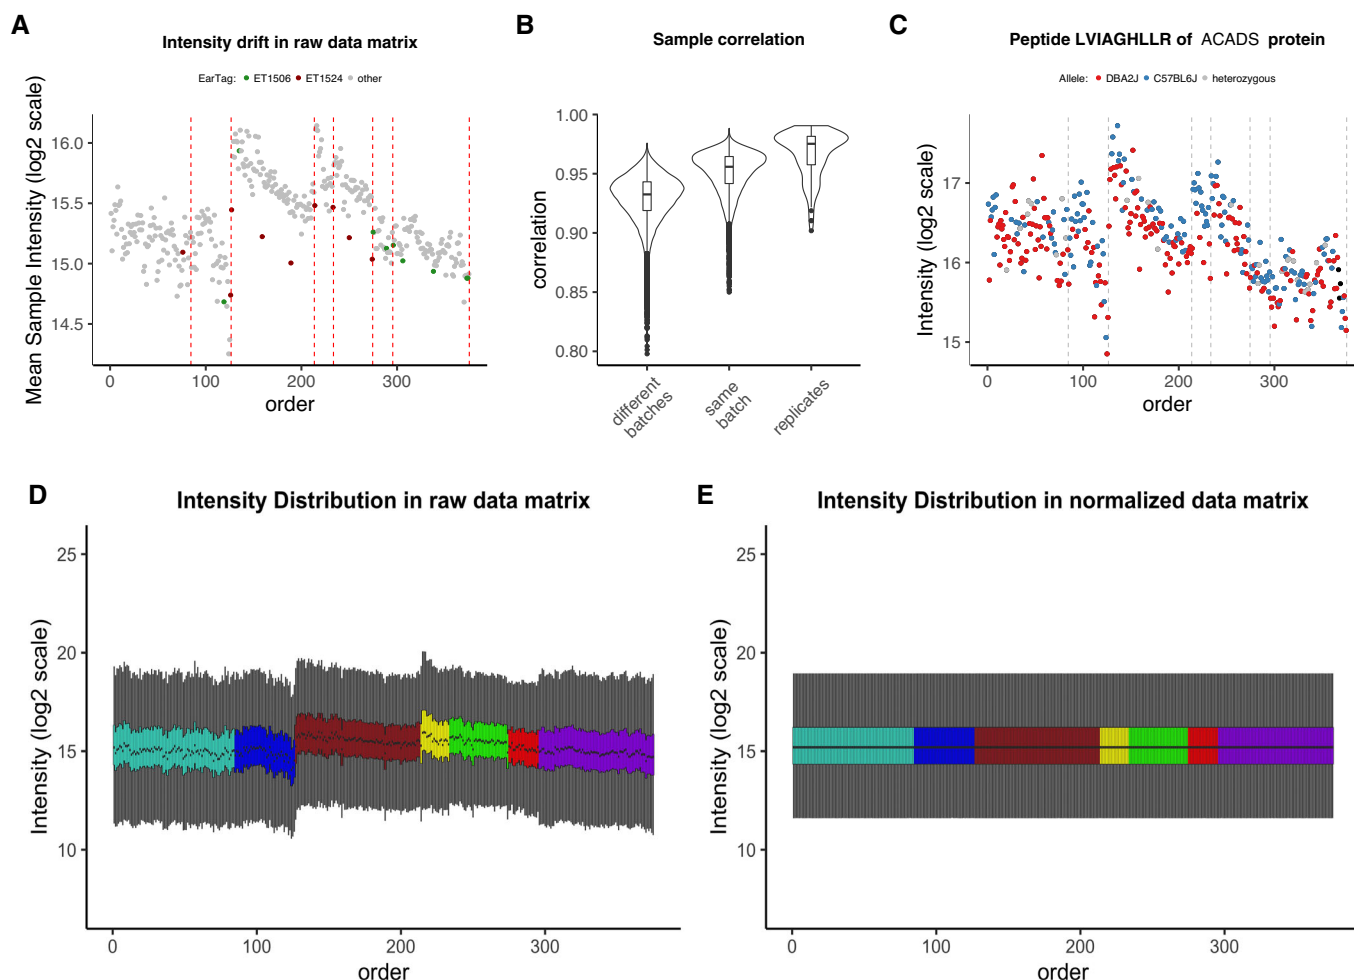 A
Intensity drift in raw data matrix
EarTag: ET1506 ET1524 other
Mean Sample Intensity (log2 scale)
16.0
15.5
15.0
14.5
0 100 200 300
order
B
Sample correlation
correlation
1.00
0.95
0.90
0.85
0.80
different
batches
same
batch
replicates
C
Peptide LVIAGHLLR of ACADS protein
Allele: DBA2J C57BL6J heterozygous
Intensity (log2 scale)
17
16
15
0 100 200 300
order
D
Intensity Distribution in raw data matrix
Intensity (log2 scale)
25
20
15
10
0 100 200 300
order
E
Intensity Distribution in normalized data matrix
Intensity (log2 scale)
25
20
15
10
0 100 200 300
order